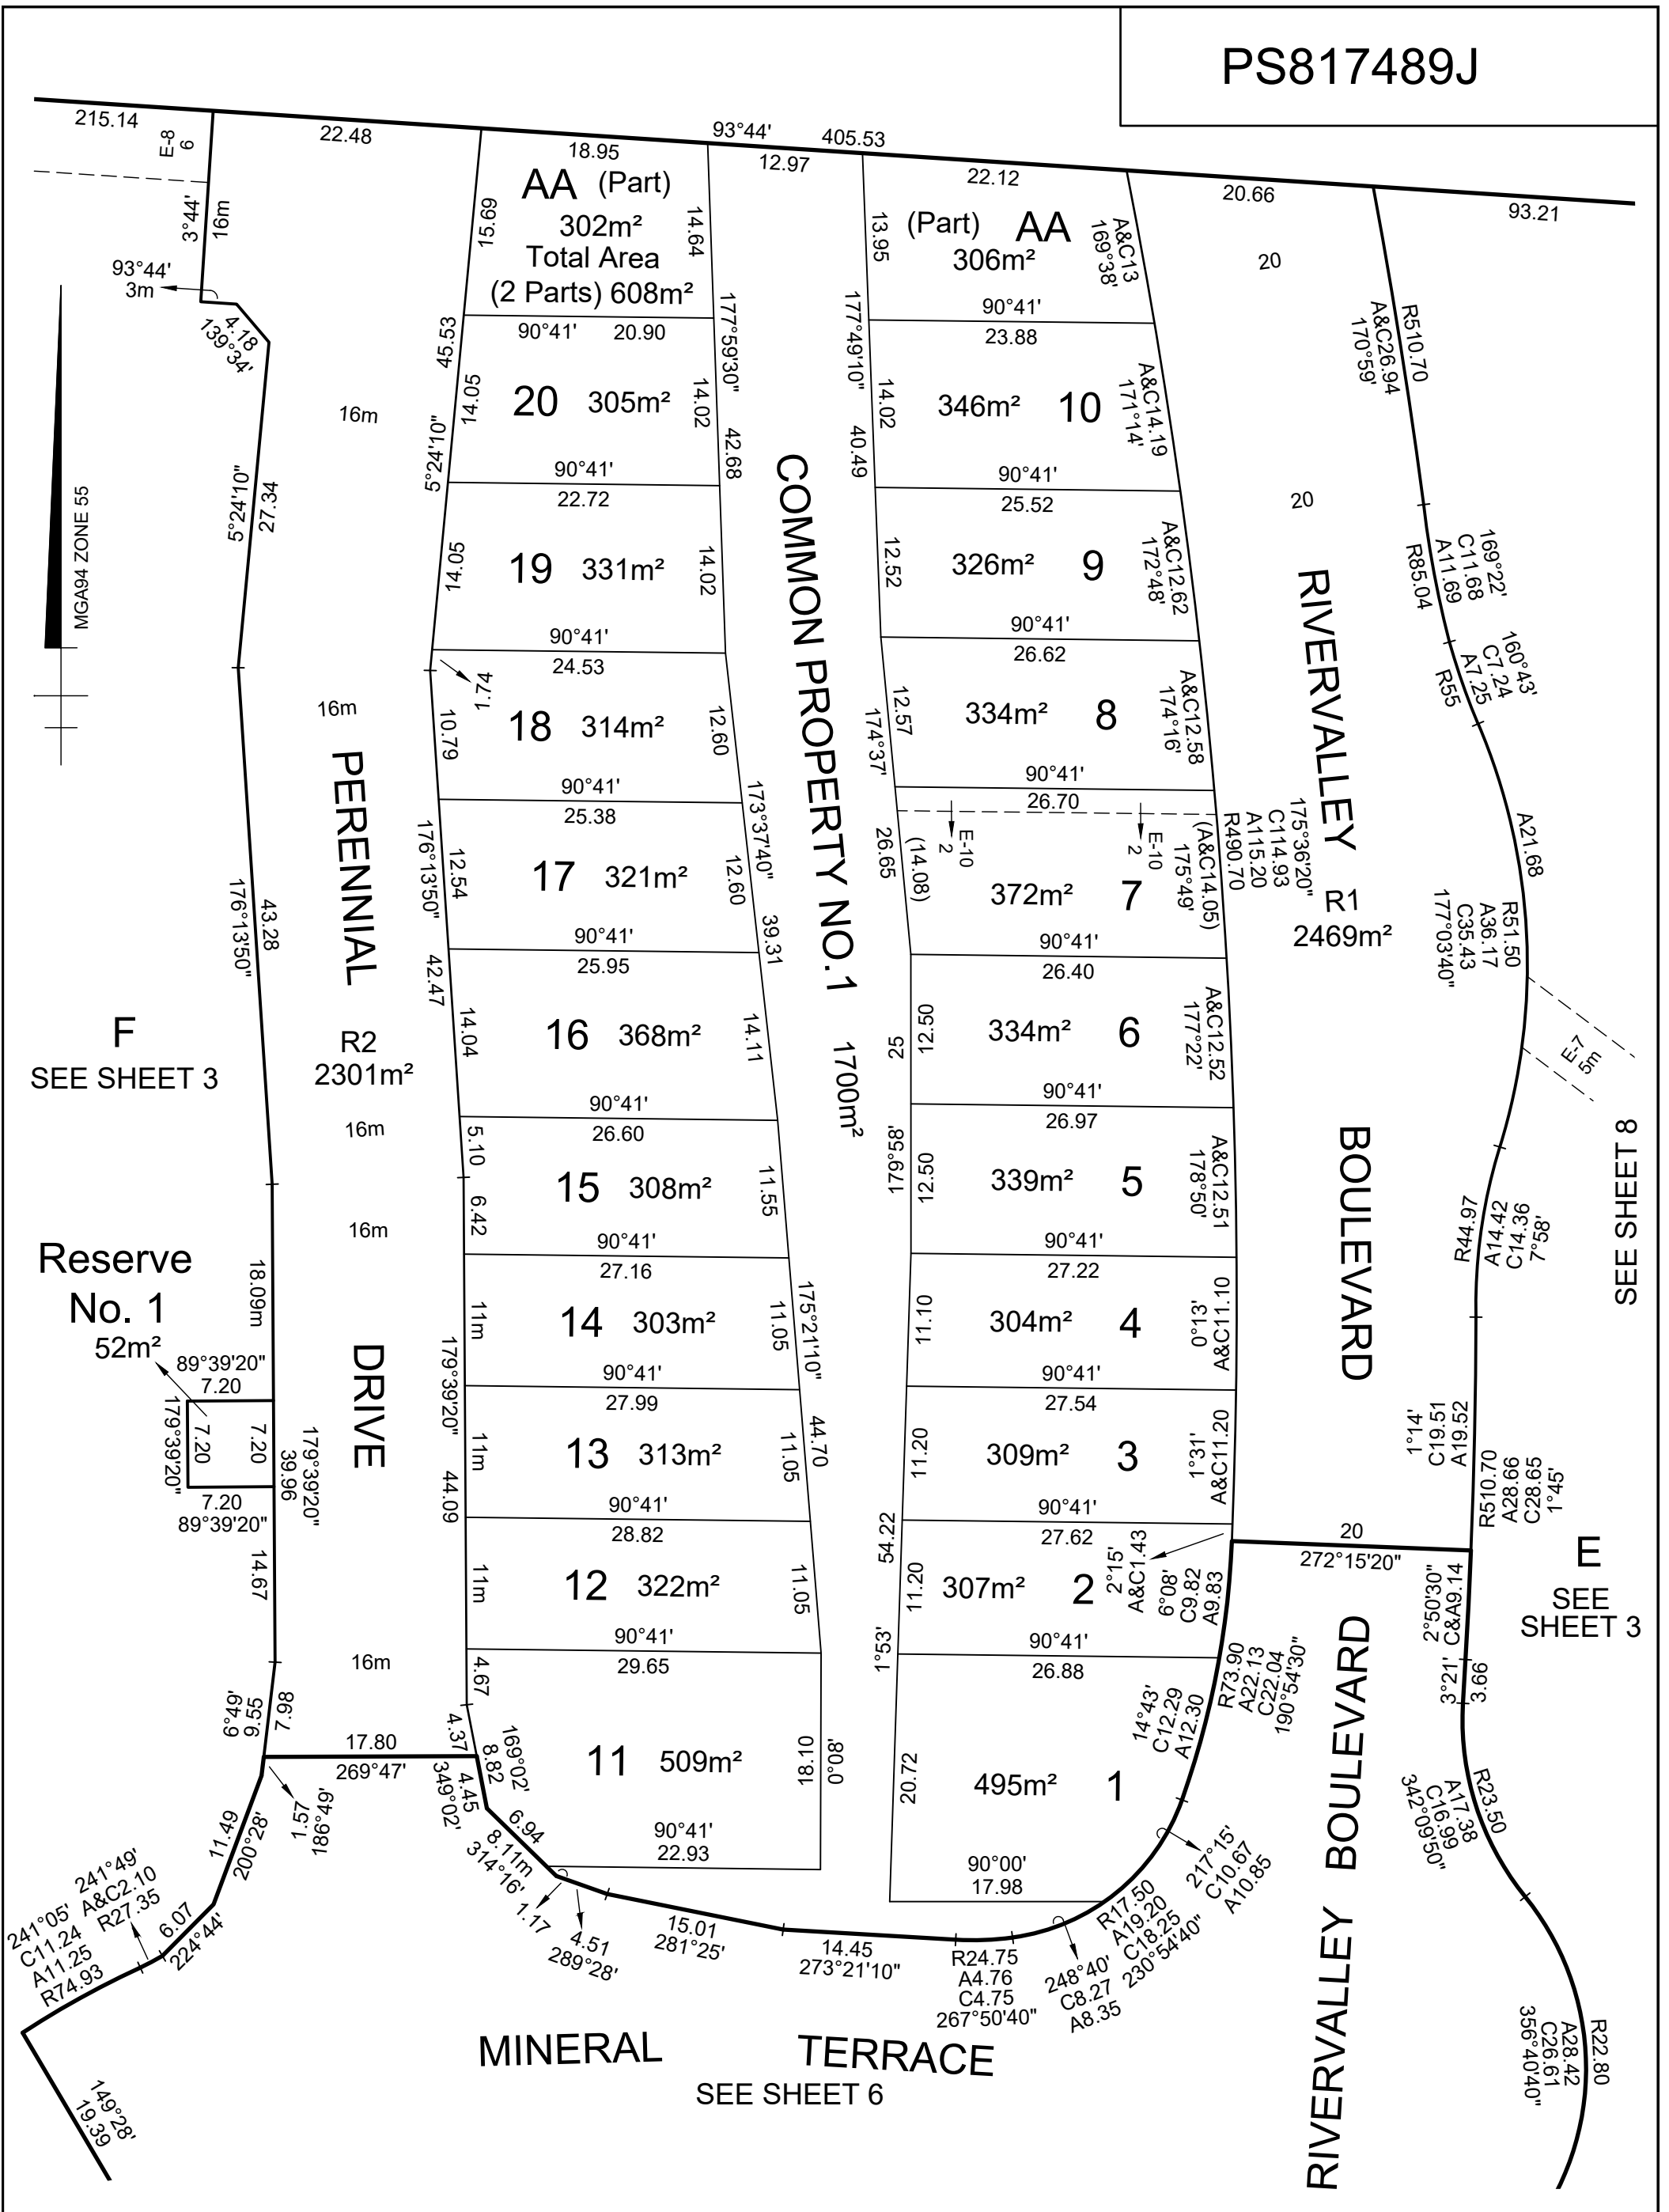 PS817489J
215.14
E-8
6
22.48
18.95
93°44'
405.53
12.97
22.12
20.66
93.21
3°44'
16m
93°44'
3m
4.18
139°34'
5°24'10"
27.34
MGA94 ZONE 55
176°13'50"
43.28
F
SEE SHEET 3
Reserve
No. 1
52m²
18.09m
89°39'20"
7.20
179°39'20"
7.20
7.20
179°39'20"
39.96
7.20
89°39'20"
14.67
6°49'
9.55
7.98
16m
16m
PERENNIAL
R2
2301m²
16m
16m
DRIVE
16m
17.80
269°47'
1.57
186°49'
11.49
200°28'
6.07
224°44'
241°49'
A&C2.10
R27.35
241°05'
C11.24
A11.25
R74.93
149°28'
19.39
15.69
45.53
5°24'10"
AA (Part)
302m²
Total Area
(2 Parts) 608m²
14.64
90°41' 20.90
14.05
20 305m²
14.02
177°59'30"
42.68
90°41'
22.72
14.05
19 331m²
14.02
90°41'
24.53
1.74
10.79
18 314m²
12.60
90°41'
25.38
176°13'50"
42.47
12.54
17 321m²
12.60
173°37'40"
39.31
90°41'
25.95
14.04
16 368m²
14.11
90°41'
26.60
5.10
6.42
15 308m²
11.55
90°41'
27.16
11m
14 303m²
11.05
175°21'10"
44.70
90°41'
27.99
179°39'20"
44.09
11m
13 313m²
11.05
90°41'
28.82
11m
12 322m²
11.05
90°41'
29.65
4.67
4.37
169°02'
8.82
4.45
349°02'
11 509m²
18.10
0°08'
6.94
8.11m
314°16'
90°41'
22.93
1.17
4.51
289°28'
15.01
281°25'
14.45
273°21'10"
R24.75
A4.76
C4.75
267°50'40"
COMMON PROPERTY NO.1 1700m²
13.95
(Part) AA
306m²
A&C13
169°38'
90°41'
23.88
177°49'10"
40.49
14.02
346m² 10
A&C14.19
171°14'
90°41'
25.52
12.52
326m² 9
A&C12.62
172°48'
90°41'
26.62
12.57
174°37'
26.65
334m² 8
A&C12.58
174°16'
90°41'
26.70
E-10
2
E-10
2
(14.08)
372m² 7
(A&C14.05)
175°49'
R490.70
A115.20
C114.93
175°36'20"
90°41'
26.40
25
179°58'
12.50
334m² 6
A&C12.52
177°22'
90°41'
26.97
12.50
339m² 5
A&C12.51
178°50'
90°41'
27.22
11.10
304m² 4
0°13'
A&C11.10
90°41'
27.54
11.20
309m² 3
1°31'
A&C11.20
90°41'
27.62
54.22
1°53'
11.20
307m² 2
2°15'
A&C1.43
6°08'
C9.82
A9.83
90°41'
26.88
R73.90
A22.13
C22.04
190°54'30"
14°43'
C12.29
A12.30
20.72
495m² 1
90°00'
17.98
217°15'
C10.67
A10.85
R17.50
A19.20
C18.25
230°54'40"
248°40'
C8.27
A8.35
20
20
RIVERVALLEY
R1
2469m²
BOULEVARD
R510.70
A&C26.94
170°59'
169°22'
C11.68
A11.69
R85.04
160°43'
C7.24
A7.25
R55
A21.68
R51.50
A36.17
C35.43
177°03'40"
E-7
5m
R44.97
A14.42
C14.36
7°58'
SEE SHEET 8
1°14'
C19.51
A19.52
R510.70
A28.66
C28.65
1°45'
20
272°15'20"
2°50'30"
C&A9.14
E
SEE
SHEET 3
3°21'
3.66
R23.50
A17.38
C16.99
342°09'50"
R22.80
A28.42
C26.61
356°40'40"
RIVERVALLEY BOULEVARD
MINERAL TERRACE
SEE SHEET 6